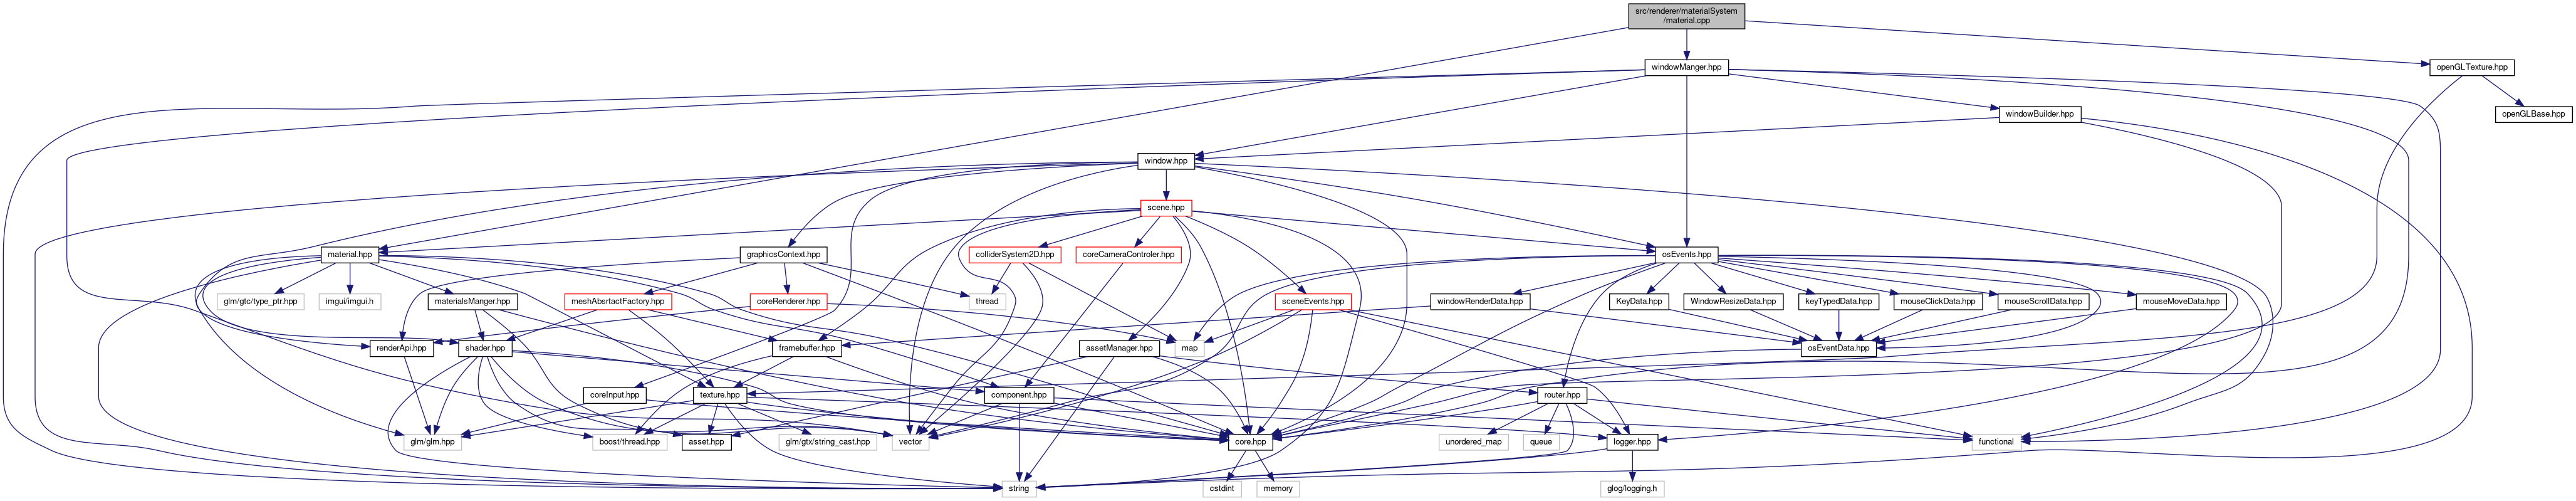 src/renderer/materialSystem
/material.cpp
windowManger.hpp
openGLTexture.hpp
windowBuilder.hpp
openGLBase.hpp
window.hpp
scene.hpp
material.hpp
graphicsContext.hpp
colliderSystem2D.hpp
coreCameraControler.hpp
osEvents.hpp
glm/gtc/type_ptr.hpp
imgui/imgui.h
materialsManger.hpp
meshAbsrtactFactory.hpp
coreRenderer.hpp
thread
sceneEvents.hpp
windowRenderData.hpp
KeyData.hpp
WindowResizeData.hpp
keyTypedData.hpp
mouseClickData.hpp
mouseScrollData.hpp
mouseMoveData.hpp
renderApi.hpp
shader.hpp
framebuffer.hpp
assetManager.hpp
map
osEventData.hpp
coreInput.hpp
texture.hpp
component.hpp
router.hpp
glm/glm.hpp
boost/thread.hpp
asset.hpp
glm/gtx/string_cast.hpp
vector
core.hpp
unordered_map
queue
logger.hpp
functional
string
cstdint
memory
glog/logging.h